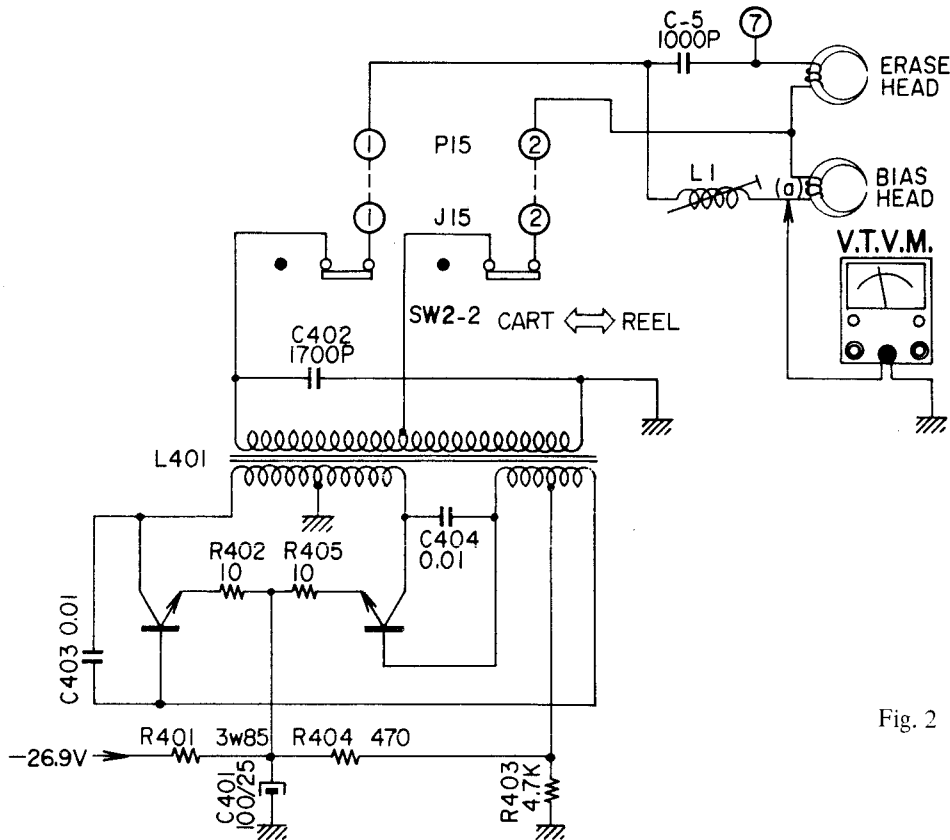 C-5
1000P
7
ERASE
HEAD
1
P15
2
L1
(a)
BIAS
HEAD
1
J15
2
V.T.V.M.
SW2-2 CART REEL
C402
1700P
L401
C404
0.01
R402
10
R405
10
C403 0.01
-26.9V
R401 3w85
R404 470
C401
100/25
R403
4.7K
Fig. 2